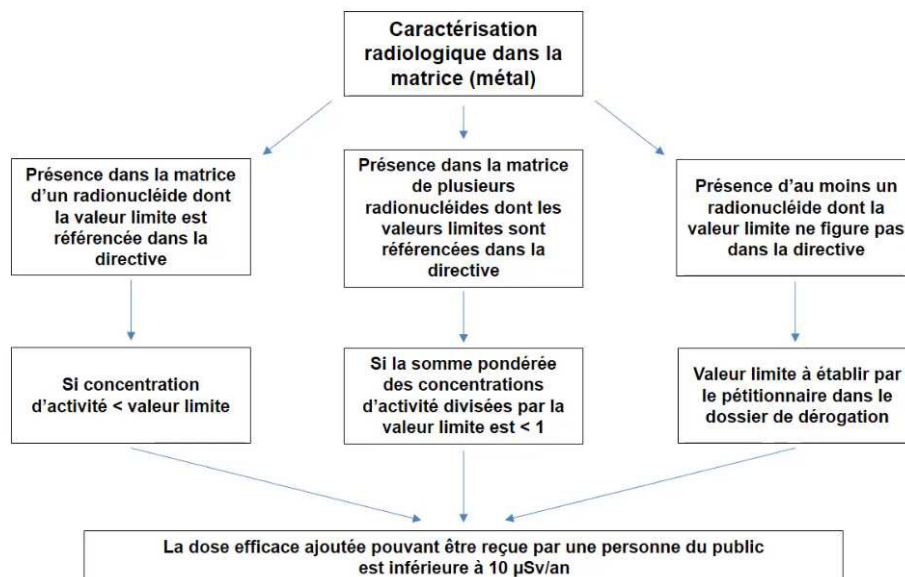 Caractérisation
radiologique dans la
matrice (métal)
Présence dans la matrice
d'un radionucléide dont
la valeur limite est
référencée dans la
directive
Présence dans la matrice
de plusieurs
radionucléides dont les
valeurs limites sont
référencées dans la
directive
Présence d'au moins un
radionucléide dont la
valeur limite ne figure pas
dans la directive
Si concentration
d'activité < valeur limite
Si la somme pondérée
des concentrations
d'activité divisées par la
valeur limite est < 1
Valeur limite à établir par
le pétitionnaire dans le
dossier de dérogation
La dose efficace ajoutée pouvant être reçue par une personne du public
est inférieure à 10 µSv/an